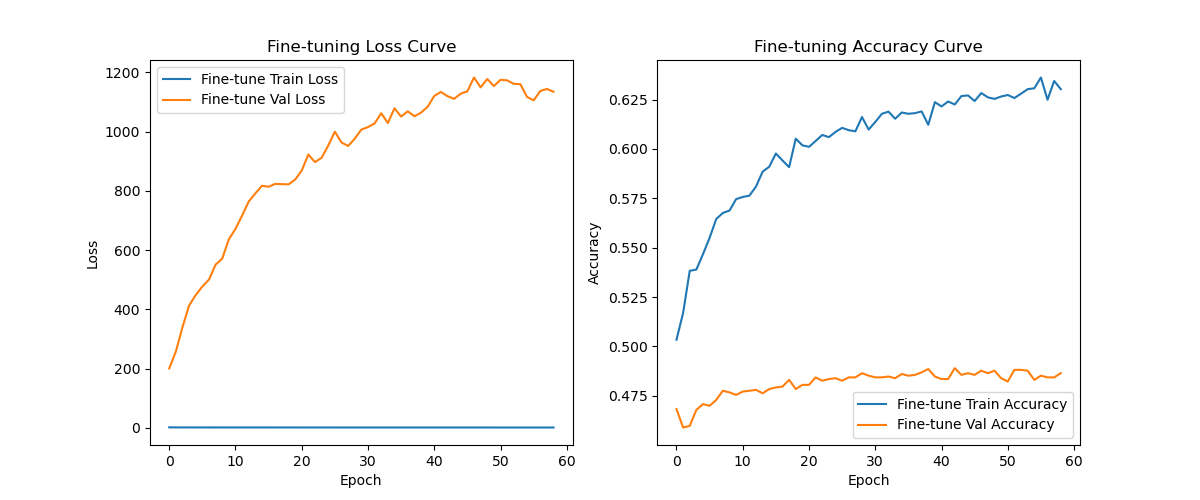 Fine-tuning Loss Curve
Fine-tune Train Loss
Fine-tune Val Loss
1200
1000
800
600
400
200
0
Loss
0 10 20 30 40 50 60
Epoch
Fine-tuning Accuracy Curve
0.625
0.600
0.575
0.550
0.525
0.500
0.475
Accuracy
Fine-tune Train Accuracy
Fine-tune Val Accuracy
0 10 20 30 40 50 60
Epoch